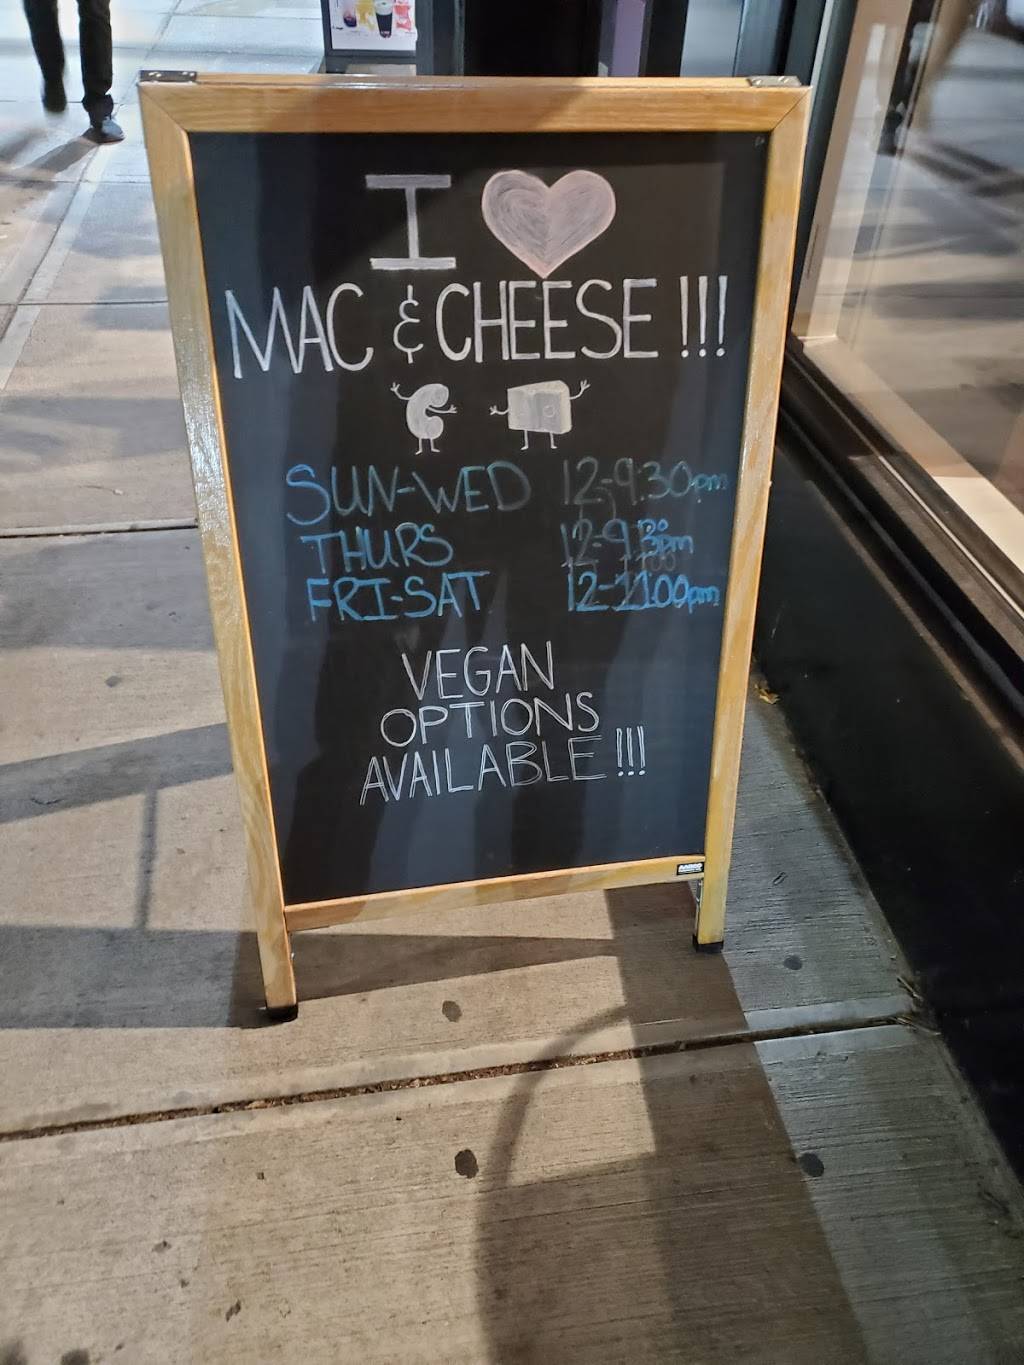 I
MAC & CHEESE !!!
SUN-WED 12-9:30pm
THURS 12-9:30pm
FRI-SAT 12-11:00pm
VEGAN
OPTIONS
AVAILABLE !!!